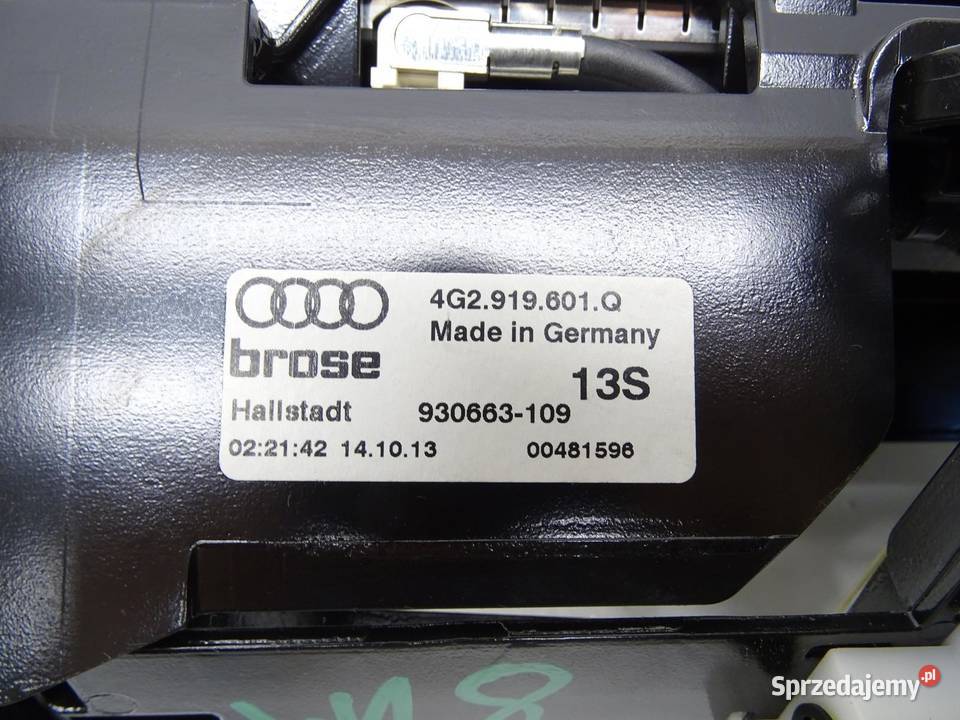 4G2.919.601.Q
Made in Germany
brose
13S
Hallstadt 930663-109
02:21:42 14.10.13 00481596
8
Sprzedajemy.pl